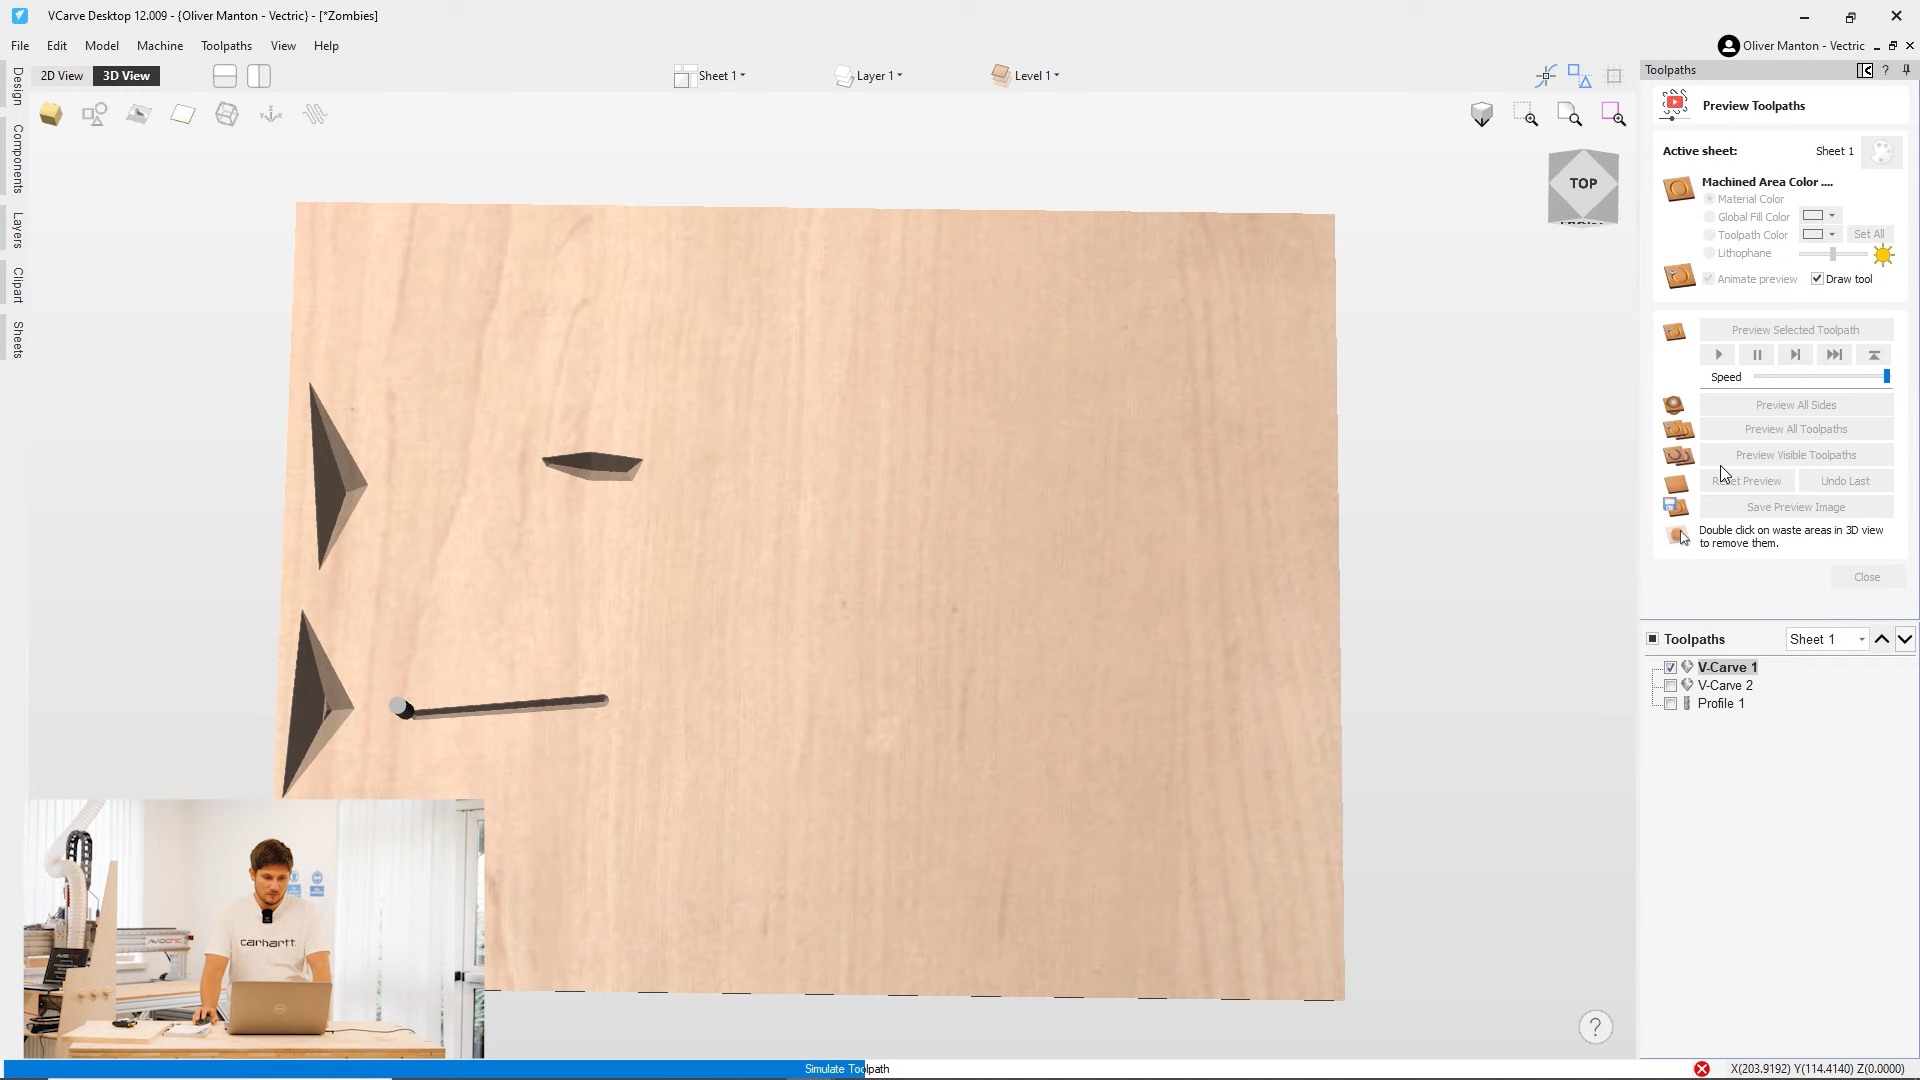 VCarve Desktop 12.009 - {Oliver Manton - Vectric} - [*Zombies]
File Edit Model Machine Toolpaths View Help
Oliver Manton - Vectric
2D View 3D View
Sheet 1
Layer 1
Level 1
Design
Components
Layers
Clipart
Sheets
TOP
Toolpaths
?
Preview Toolpaths
Active sheet: Sheet 1
Machined Area Color ....
Material Color
Global Fill Color
Toolpath Color Set All
Lithophane
Animate preview Draw tool
Preview Selected Toolpath
Speed
Preview All Sides
Preview All Toolpaths
Preview Visible Toolpaths
Preview Undo Last
Save Preview Image
Double click on waste areas in 3D view
to remove them.
Close
Toolpaths Sheet 1
V-Carve 1
V-Carve 2
Profile 1
carhartt
?
Simulate Toolpath
X(203.9192) Y(114.4140) Z(0.0000)